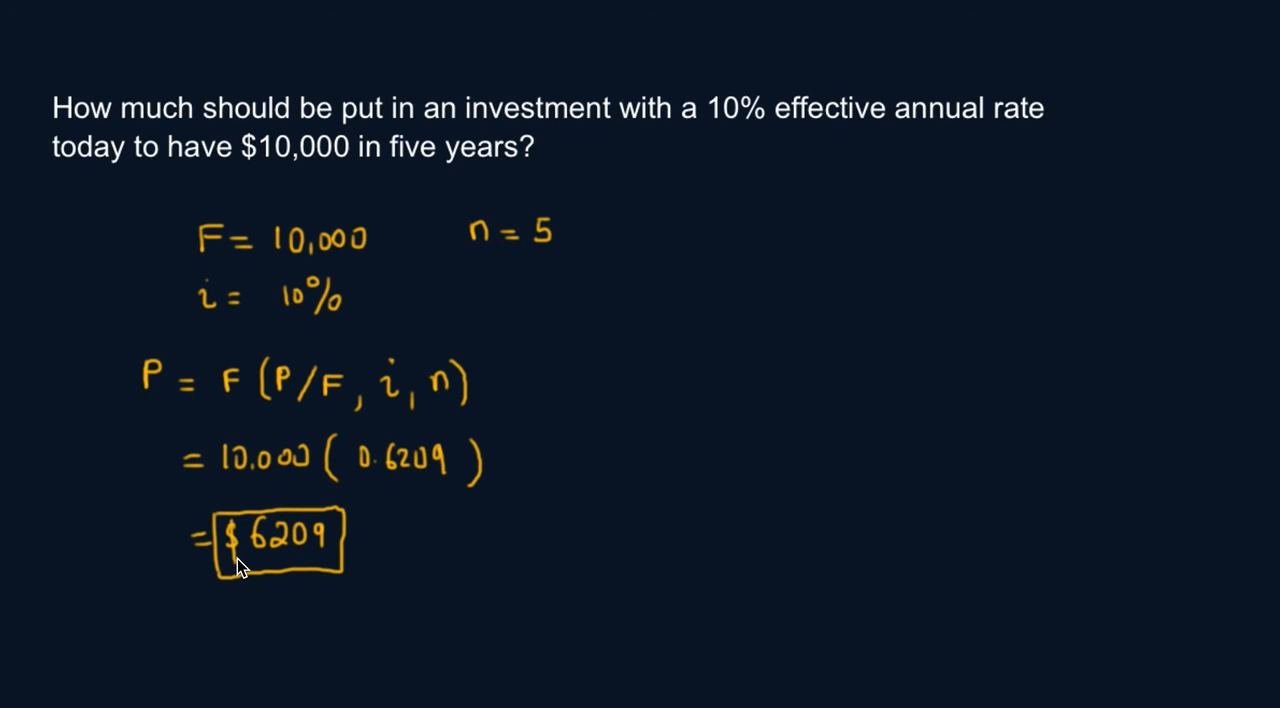 How much should be put in an investment with a 10% effective annual rate
today to have $10,000 in five years?
F = 10,000 n = 5
i = 10%
P = F (P/F, i, n)
= 10.000 ( 0.6209 )
= $6209